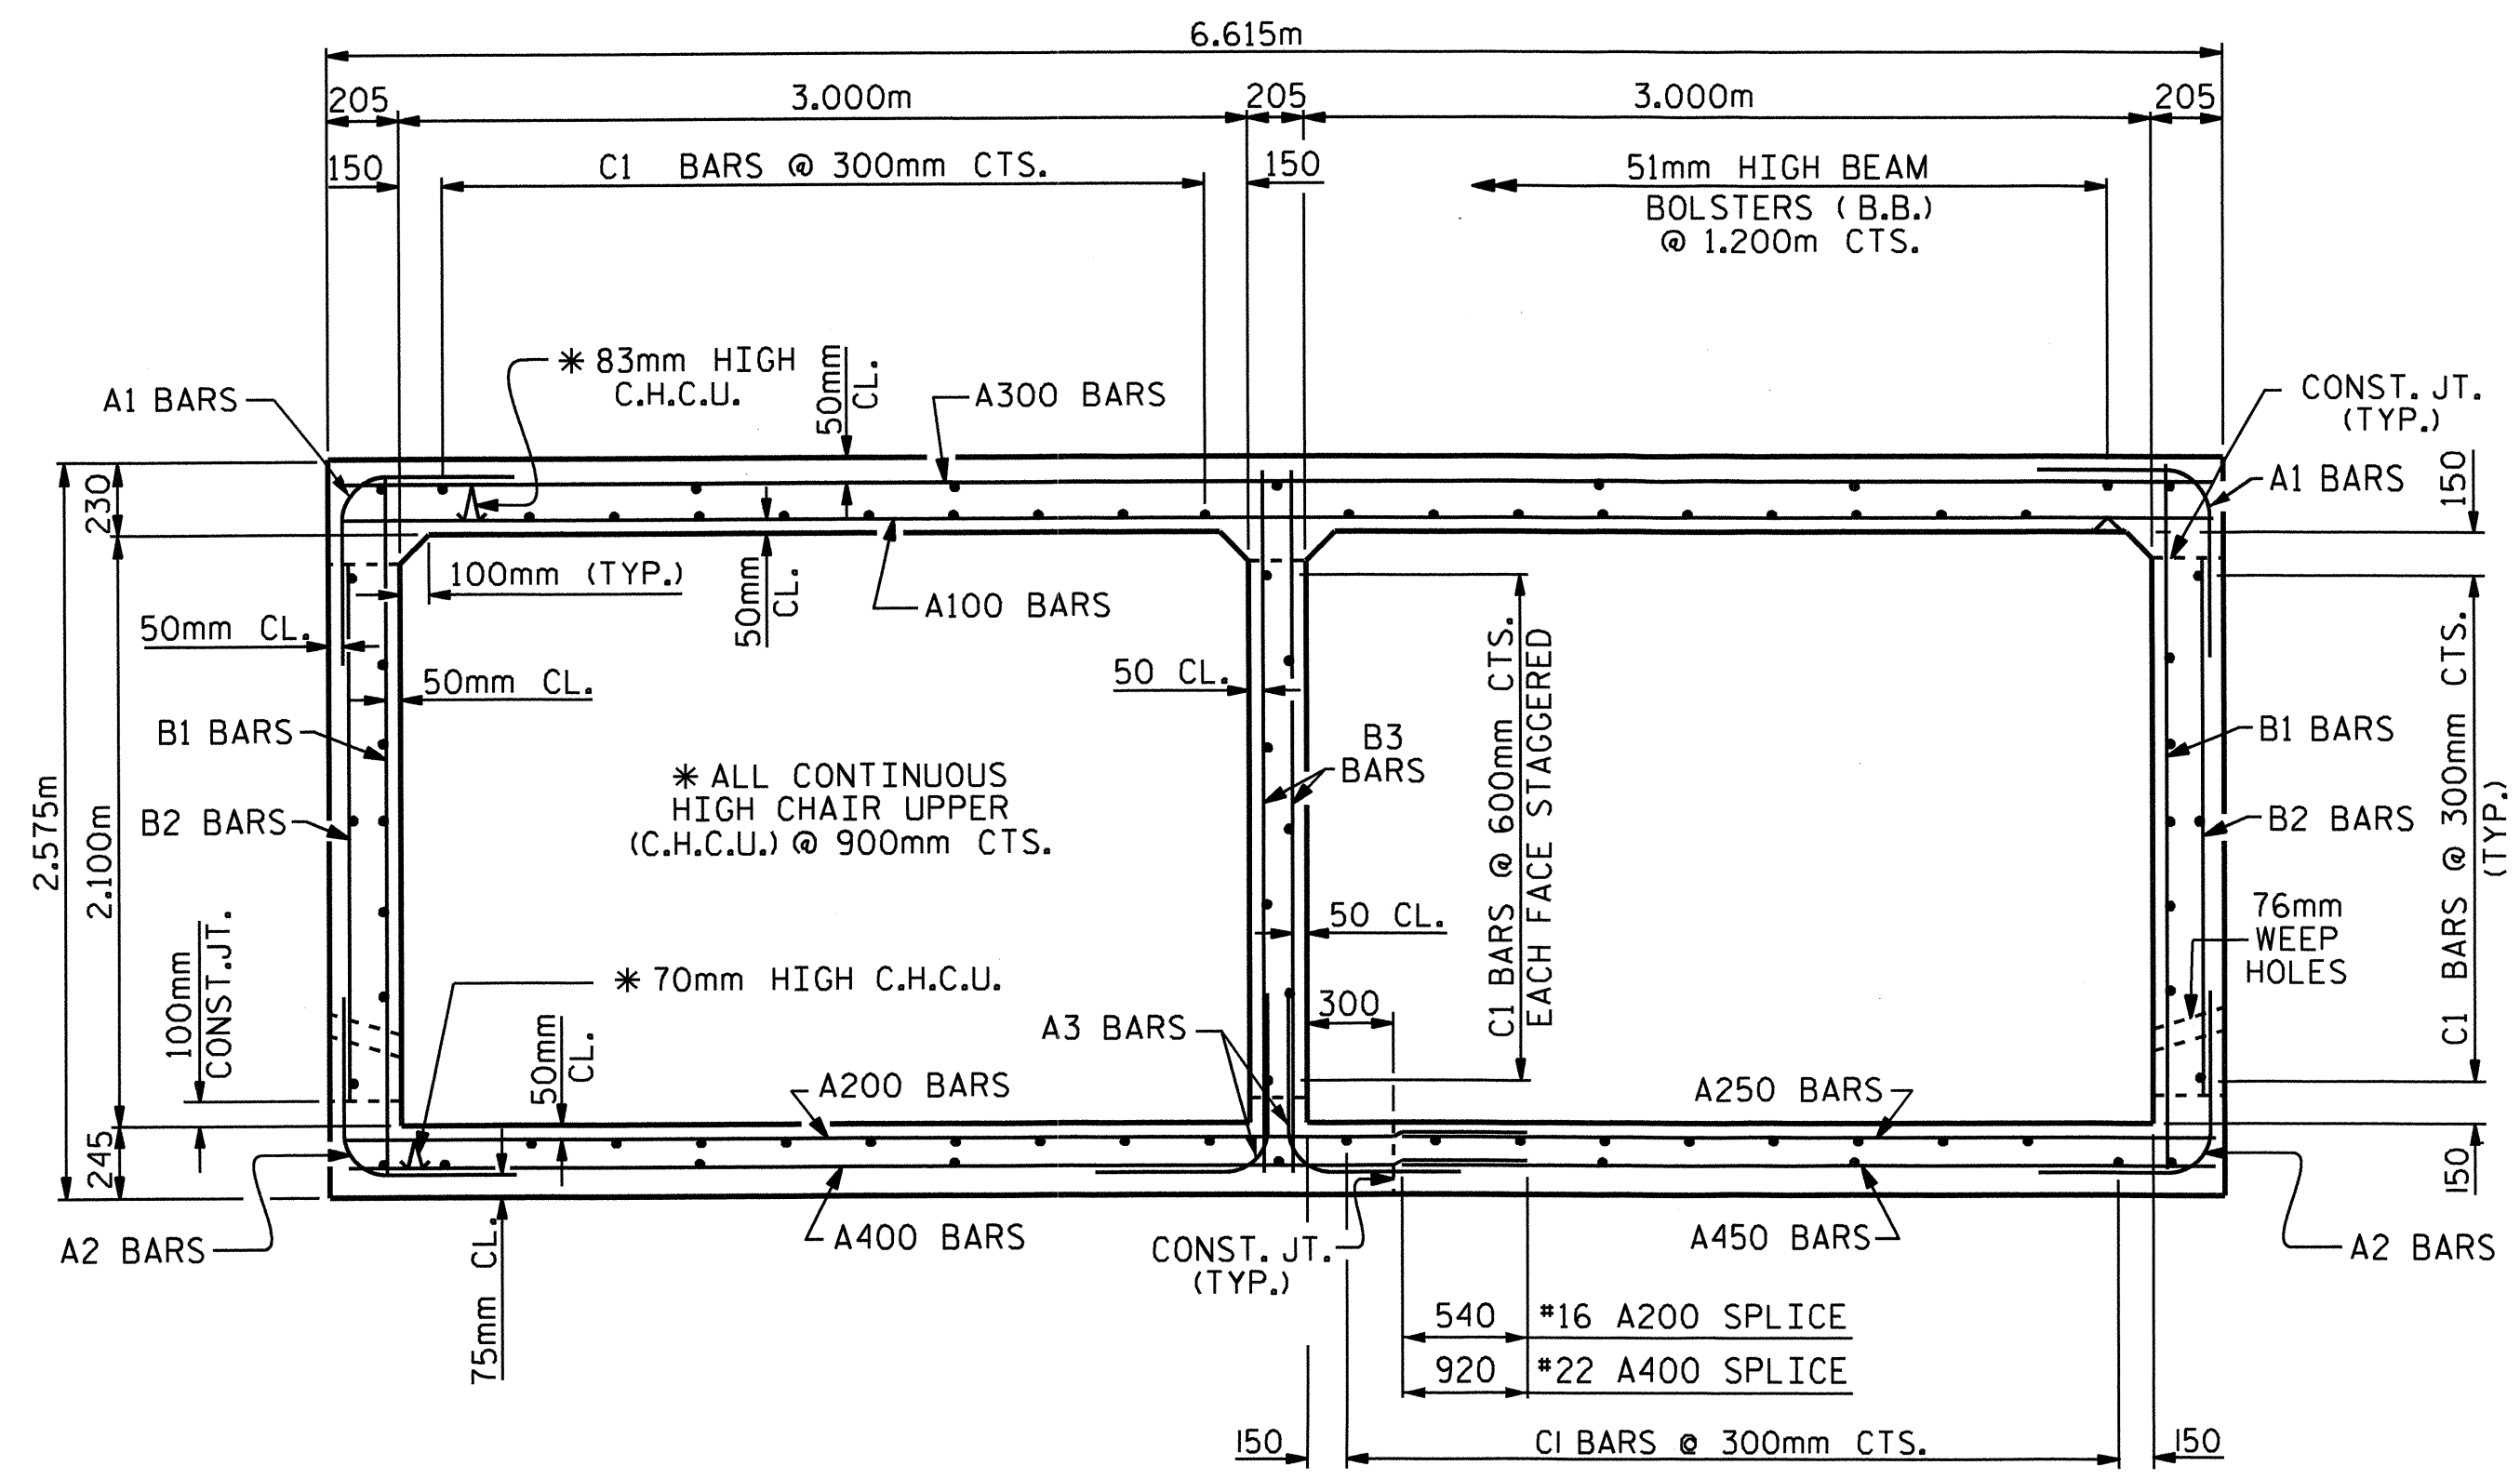 6.615m
205
3.000m
205
3.000m
205
150
C1 BARS @ 300mm CTS.
150
51mm HIGH BEAM
BOLSTERS (B.B.)
@ 1.200m CTS.
✳ 83mm HIGH
C.H.C.U.
50mm
CL.
A1 BARS
A300 BARS
CONST. JT.
(TYP.)
230
A1 BARS
150
100mm (TYP.)
50mm
CL.
A100 BARS
50mm CL.
50mm CL.
50 CL.
B1 BARS
B3
BARS
B1 BARS
✳ ALL CONTINUOUS
HIGH CHAIR UPPER
(C.H.C.U.) @ 900mm CTS.
C1 BARS @ 600mm CTS.
EACH FACE STAGGERED
C1 BARS @ 300mm CTS.
(TYP.)
2.575m
2.100m
B2 BARS
B2 BARS
50 CL.
76mm
WEEP
HOLES
100mm
CONST.JT.
✳ 70mm HIGH C.H.C.U.
300
A3 BARS
50mm
CL.
A200 BARS
A250 BARS
245
150
A2 BARS
75mm CL.
A400 BARS
CONST. JT.
(TYP.)
A450 BARS
A2 BARS
540 #16 A200 SPLICE
920 #22 A400 SPLICE
150
C1 BARS @ 300mm CTS.
150